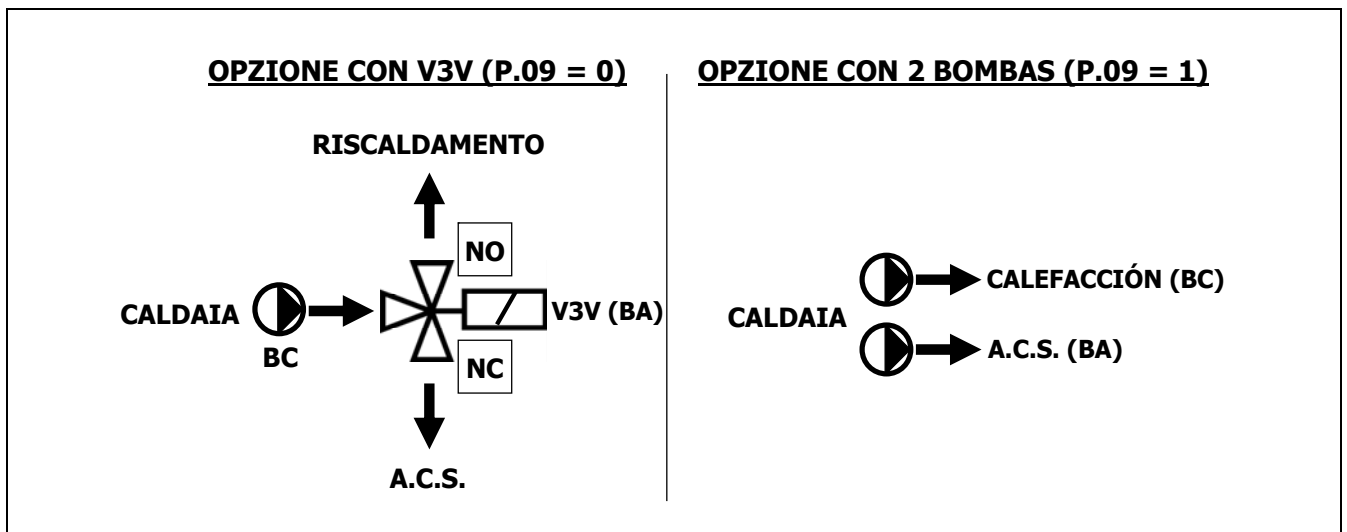 OPZIONE CON V3V (P.09 = 0)
RISCALDAMENTO
NO
CALDAIA
V3V (BA)
BC
NC
A.C.S.
OPZIONE CON 2 BOMBAS (P.09 = 1)
CALEFACCIÓN (BC)
CALDAIA
A.C.S. (BA)